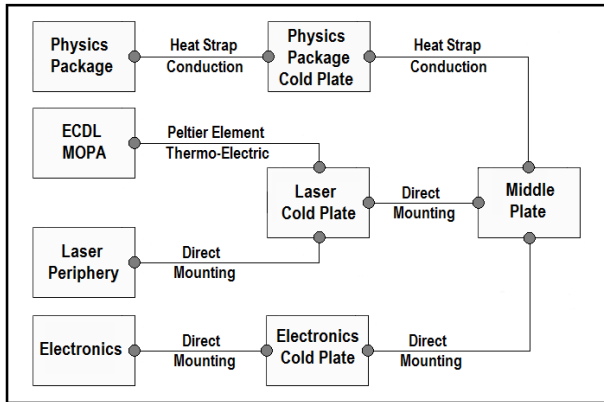 Physics
Package
Heat Strap
Conduction
Physics
Package
Cold Plate
Heat Strap
Conduction
ECDL
MOPA
Peltier Element
Thermo-Electric
Laser
Cold Plate
Direct
Mounting
Middle
Plate
Laser
Periphery
Direct
Mounting
Electronics
Direct
Mounting
Electronics
Cold Plate
Direct
Mounting